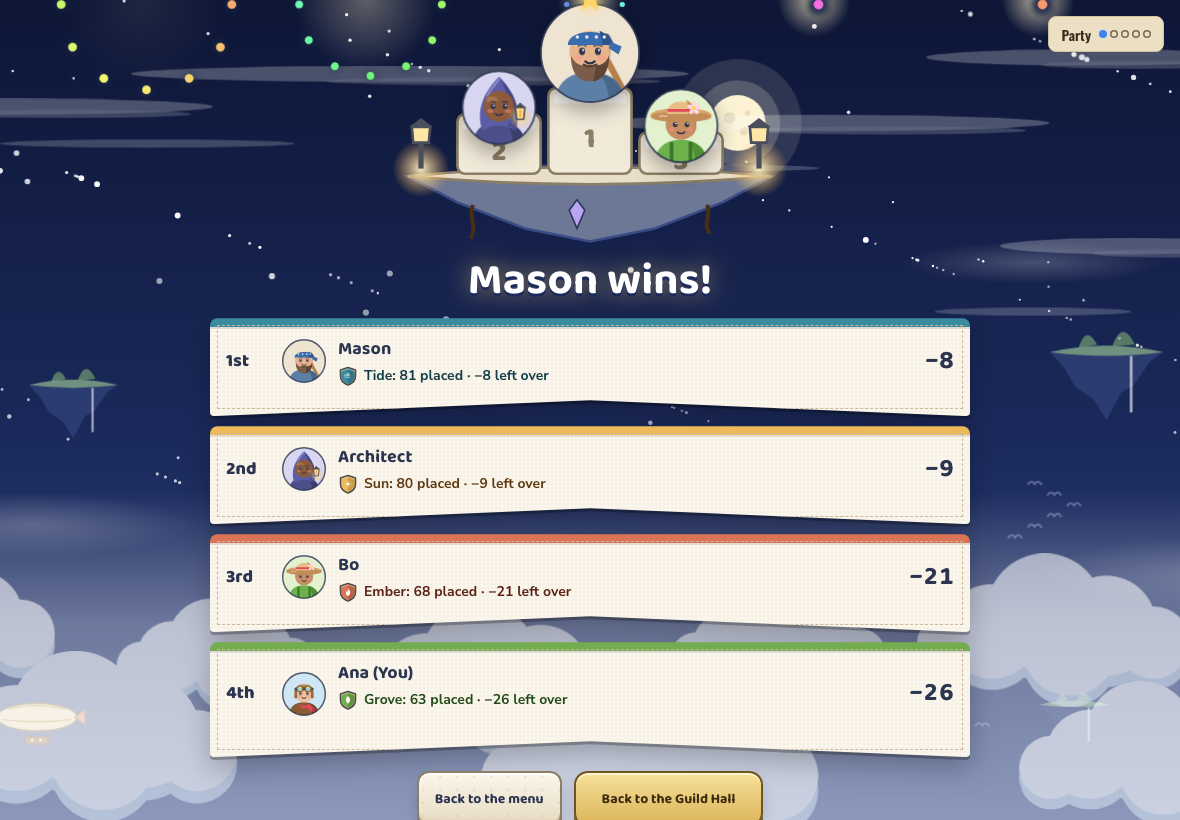 Party
1
2
3
Mason wins!
1st
Mason
−8
Tide: 81 placed · −8 left over
2nd
Architect
−9
Sun: 80 placed · −9 left over
3rd
Bo
−21
Ember: 68 placed · −21 left over
4th
Ana (You)
−26
Grove: 63 placed · −26 left over
Back to the menu
Back to the Guild Hall